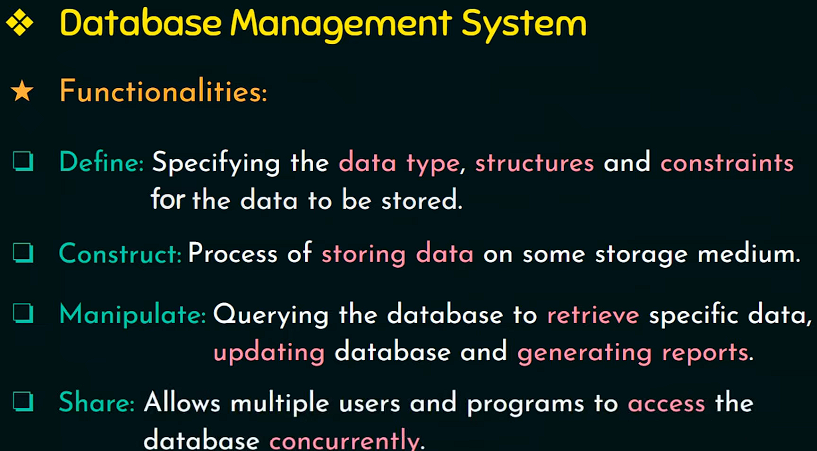 ❖ Database Management System
★ Functionalities:
❏ Define: Specifying the data type, structures and constraints
for the data to be stored.
❏ Construct: Process of storing data on some storage medium.
❏ Manipulate: Querying the database to retrieve specific data,
updating database and generating reports.
❏ Share: Allows multiple users and programs to access the
database concurrently.